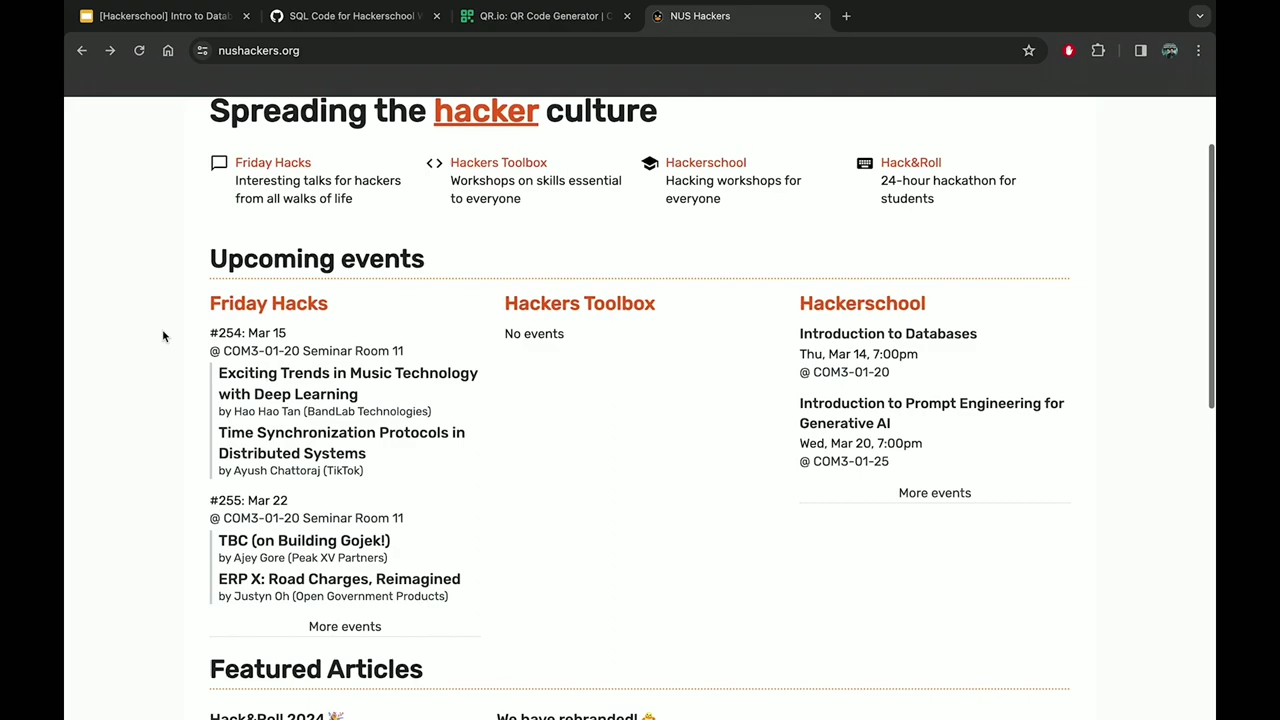 [Hackerschool] Intro to Datab
SQL Code for Hackerschool W
QR.io: QR Code Generator | C
NUS Hackers
nushackers.org
Spreading the hacker culture
Friday Hacks
Interesting talks for hackers
from all walks of life
Hackers Toolbox
Workshops on skills essential
to everyone
Hackerschool
Hacking workshops for
everyone
Hack&Roll
24-hour hackathon for
students
Upcoming events
Friday Hacks
#254: Mar 15
@ COM3-01-20 Seminar Room 11
Exciting Trends in Music Technology
with Deep Learning
by Hao Hao Tan (BandLab Technologies)
Time Synchronization Protocols in
Distributed Systems
by Ayush Chattoraj (TikTok)
#255: Mar 22
@ COM3-01-20 Seminar Room 11
TBC (on Building Gojek!)
by Ajey Gore (Peak XV Partners)
ERP X: Road Charges, Reimagined
by Justyn Oh (Open Government Products)
More events
Hackers Toolbox
No events
Hackerschool
Introduction to Databases
Thu, Mar 14, 7:00pm
@ COM3-01-20
Introduction to Prompt Engineering for
Generative AI
Wed, Mar 20, 7:00pm
@ COM3-01-25
More events
Featured Articles
Hack&Roll 2024 🎉
We have rebranded! 🐣